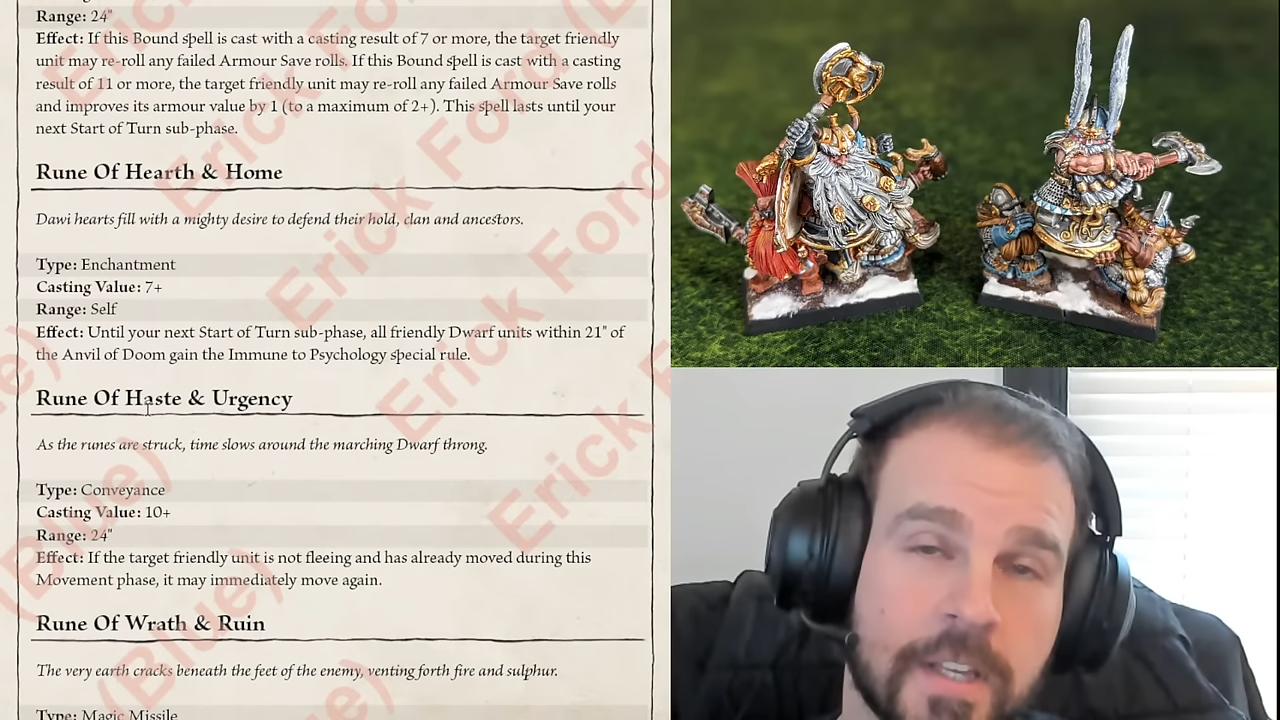 Range: 24"
Effect: If this Bound spell is cast with a casting result of 7 or more, the target friendly
unit may re-roll any failed Armour Save rolls. If this Bound spell is cast with a casting
result of 11 or more, the target friendly unit may re-roll any failed Armour Save rolls
and improves its armour value by 1 (to a maximum of 2+). This spell lasts until your
next Start of Turn sub-phase.
Rune Of Hearth & Home
Dawi hearts fill with a mighty desire to defend their hold, clan and ancestors.
Type: Enchantment
Casting Value: 7+
Range: Self
Effect: Until your next Start of Turn sub-phase, all friendly Dwarf units within 21" of
the Anvil of Doom gain the Immune to Psychology special rule.
Rune Of Haste & Urgency
As the runes are struck, time slows around the marching Dwarf throng.
Type: Conveyance
Casting Value: 10+
Range: 24"
Effect: If the target friendly unit is not fleeing and has already moved during this
Movement phase, it may immediately move again.
Rune Of Wrath & Ruin
The very earth cracks beneath the feet of the enemy, venting forth fire and sulphur.
Type: Magic Missile
Erick Ford
Erick Ford
Erick Ford
Erick Ford
(Blue)
(Blue)